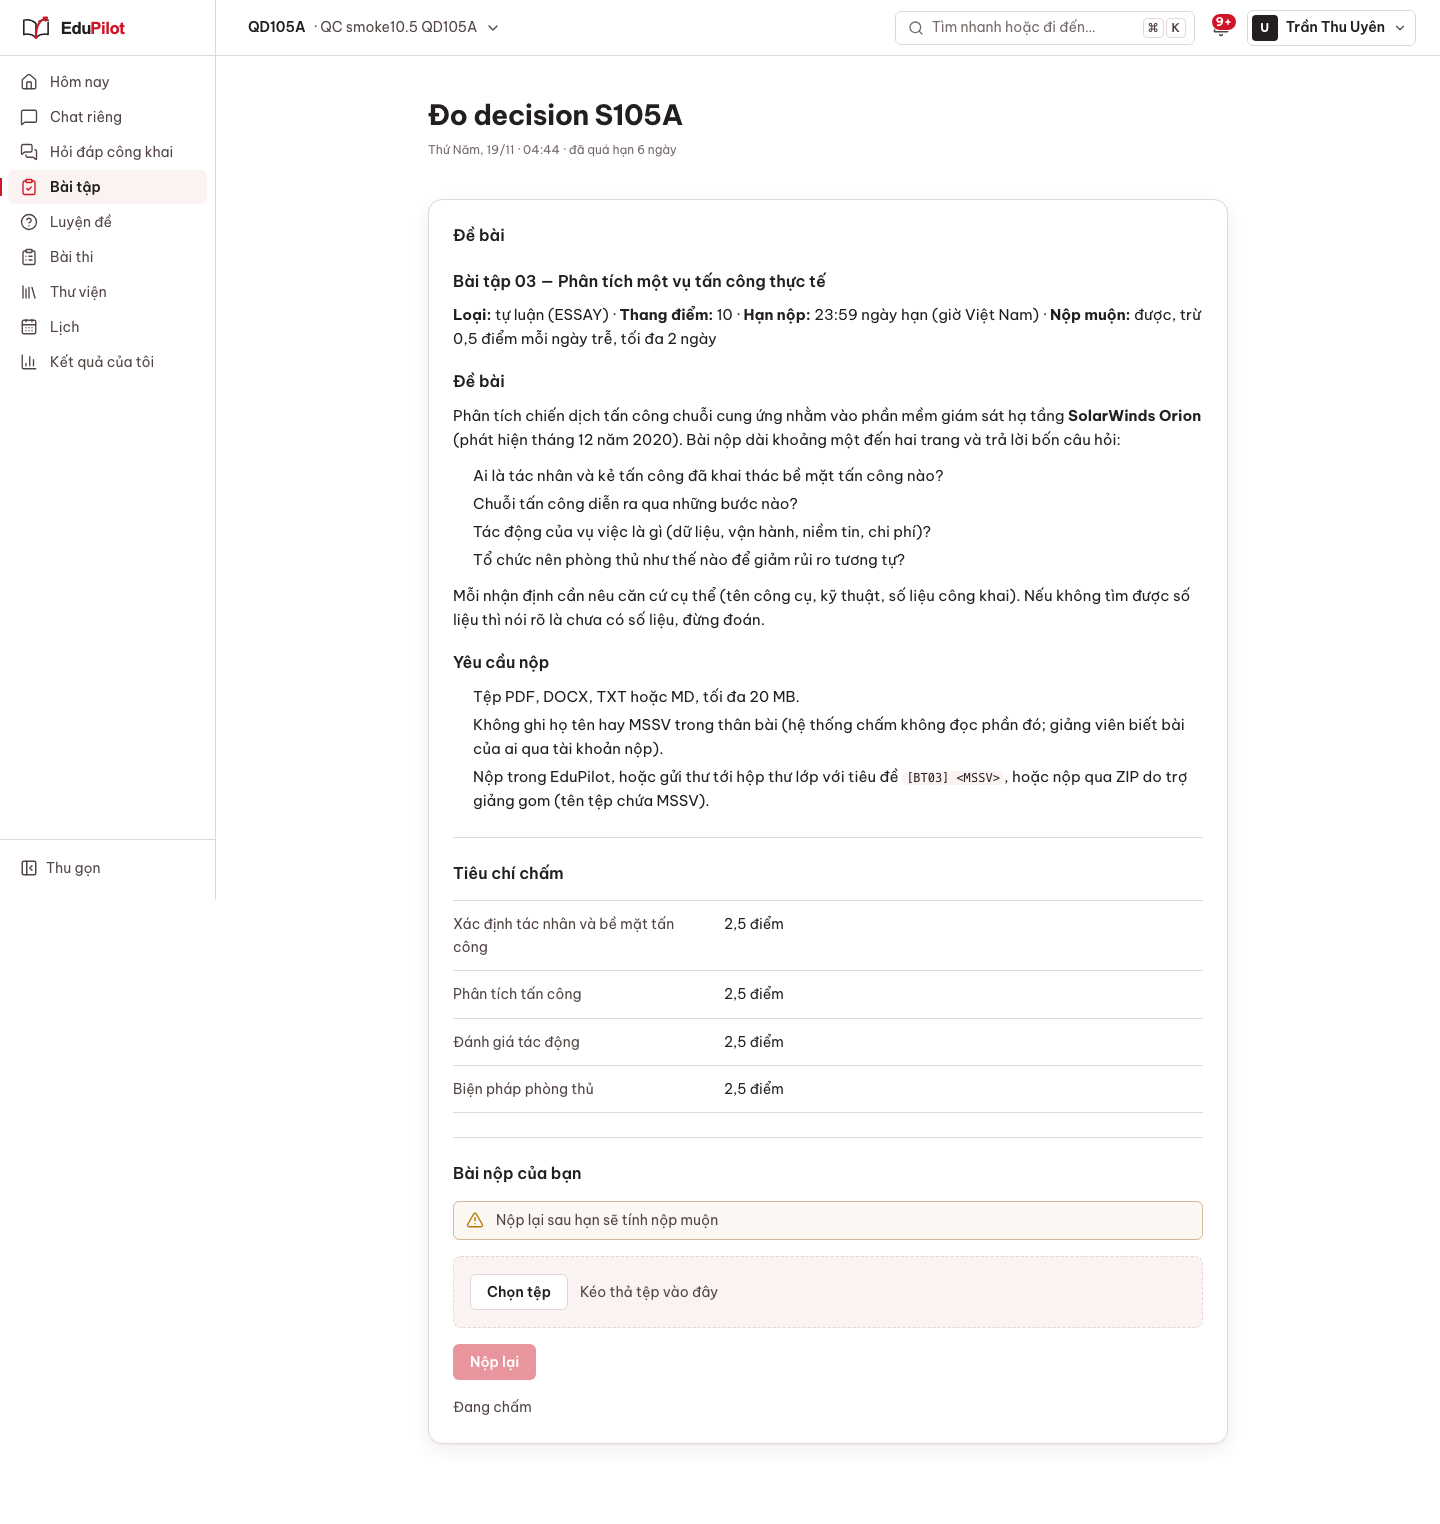 EduPilot
QD105A · QC smoke10.5 QD105A
Tìm nhanh hoặc đi đến...
⌘ K
9+
U Trần Thu Uyên
Hôm nay
Chat riêng
Hỏi đáp công khai
Bài tập
Luyện đề
Bài thi
Thư viện
Lịch
Kết quả của tôi
Thu gọn
Đo decision S105A
Thứ Năm, 19/11 · 04:44 · đã quá hạn 6 ngày
Đề bài
Bài tập 03 — Phân tích một vụ tấn công thực tế
Loại: tự luận (ESSAY) · Thang điểm: 10 · Hạn nộp: 23:59 ngày hạn (giờ Việt Nam) · Nộp muộn: được, trừ
0,5 điểm mỗi ngày trễ, tối đa 2 ngày
Đề bài
Phân tích chiến dịch tấn công chuỗi cung ứng nhằm vào phần mềm giám sát hạ tầng SolarWinds Orion
(phát hiện tháng 12 năm 2020). Bài nộp dài khoảng một đến hai trang và trả lời bốn câu hỏi:
Ai là tác nhân và kẻ tấn công đã khai thác bề mặt tấn công nào?
Chuỗi tấn công diễn ra qua những bước nào?
Tác động của vụ việc là gì (dữ liệu, vận hành, niềm tin, chi phí)?
Tổ chức nên phòng thủ như thế nào để giảm rủi ro tương tự?
Mỗi nhận định cần nêu căn cứ cụ thể (tên công cụ, kỹ thuật, số liệu công khai). Nếu không tìm được số
liệu thì nói rõ là chưa có số liệu, đừng đoán.
Yêu cầu nộp
Tệp PDF, DOCX, TXT hoặc MD, tối đa 20 MB.
Không ghi họ tên hay MSSV trong thân bài (hệ thống chấm không đọc phần đó; giảng viên biết bài
của ai qua tài khoản nộp).
Nộp trong EduPilot, hoặc gửi thư tới hộp thư lớp với tiêu đề [BT03] <MSSV>, hoặc nộp qua ZIP do trợ
giảng gom (tên tệp chứa MSSV).
Tiêu chí chấm
Xác định tác nhân và bề mặt tấn 2,5 điểm
công
Phân tích tấn công 2,5 điểm
Đánh giá tác động 2,5 điểm
Biện pháp phòng thủ 2,5 điểm
Bài nộp của bạn
Nộp lại sau hạn sẽ tính nộp muộn
Chọn tệp Kéo thả tệp vào đây
Nộp lại
Đang chấm